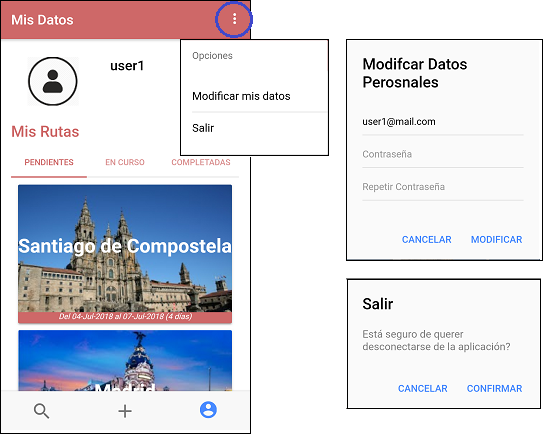 Mis Datos
user1
Mis Rutas
PENDIENTES
EN CURSO
COMPLETADAS
Santiago de Compostela
Del 04-Jul-2018 al 07-Jul-2018 (4 días)
Madrid
Opciones
Modificar mis datos
Salir
Modifcar Datos
Perosnales
user1@mail.com
Contraseña
Repetir Contraseña
CANCELAR MODIFICAR
Salir
Está seguro de querer
desconectarse de la aplicación?
CANCELAR CONFIRMAR